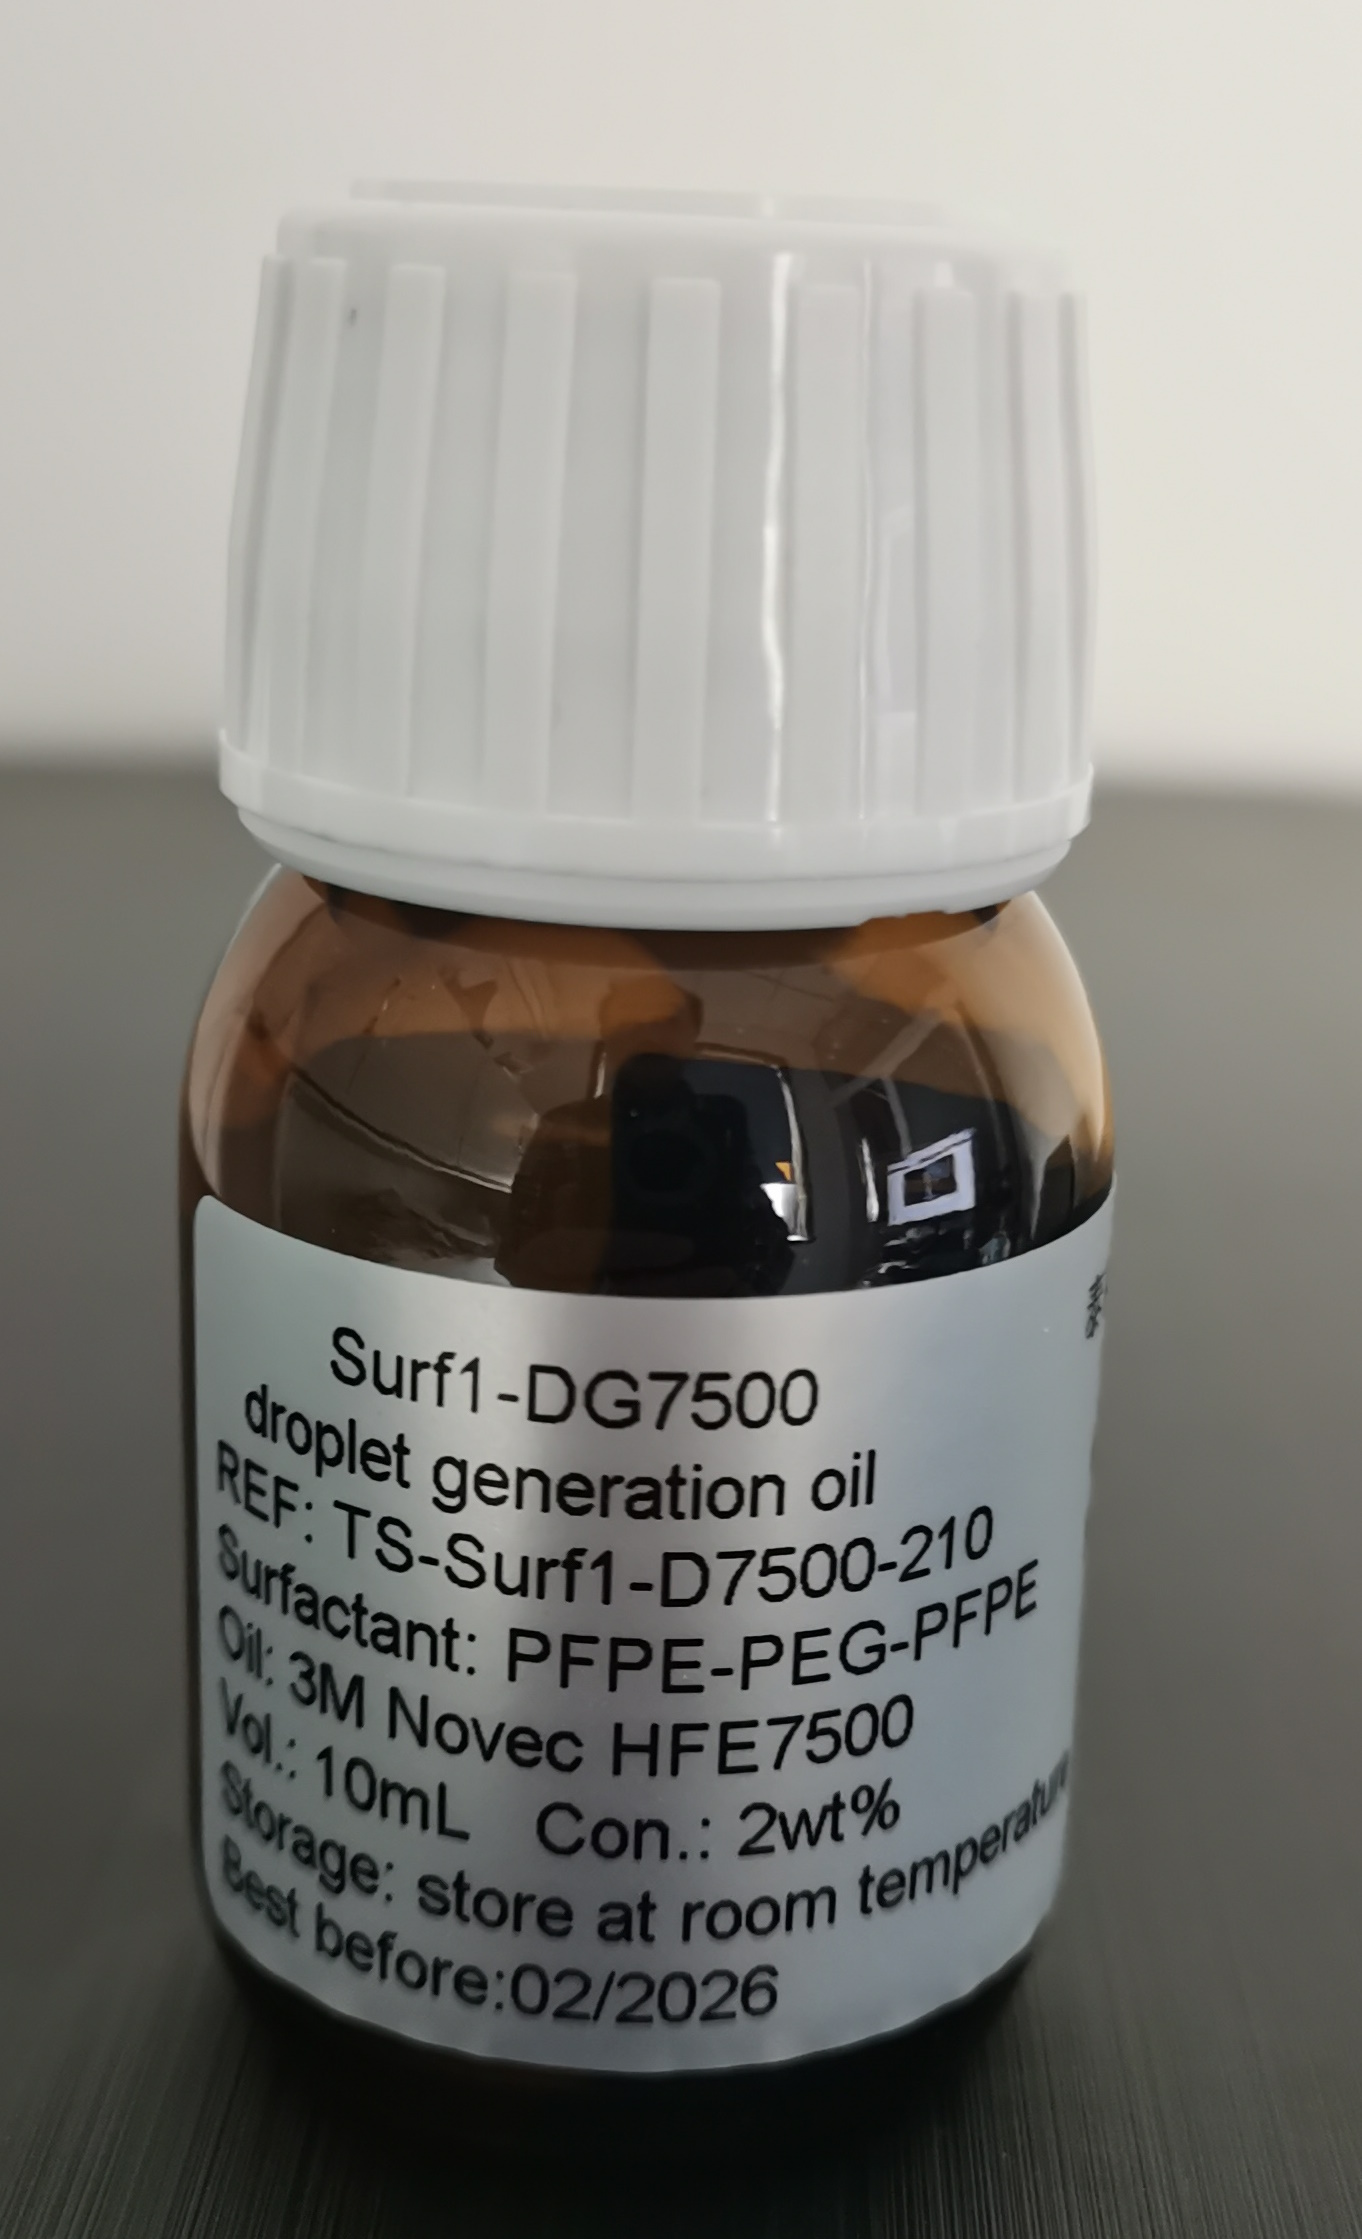 Surf1-DG7500
droplet generation oil
REF: TS-Surf1-D7500-210
Surfactant: PFPE-PEG-PFPE
Oil: 3M Novec HFE7500
Vol.: 10mL Con.: 2wt%
Storage: store at room temperature
Best before:02/2026